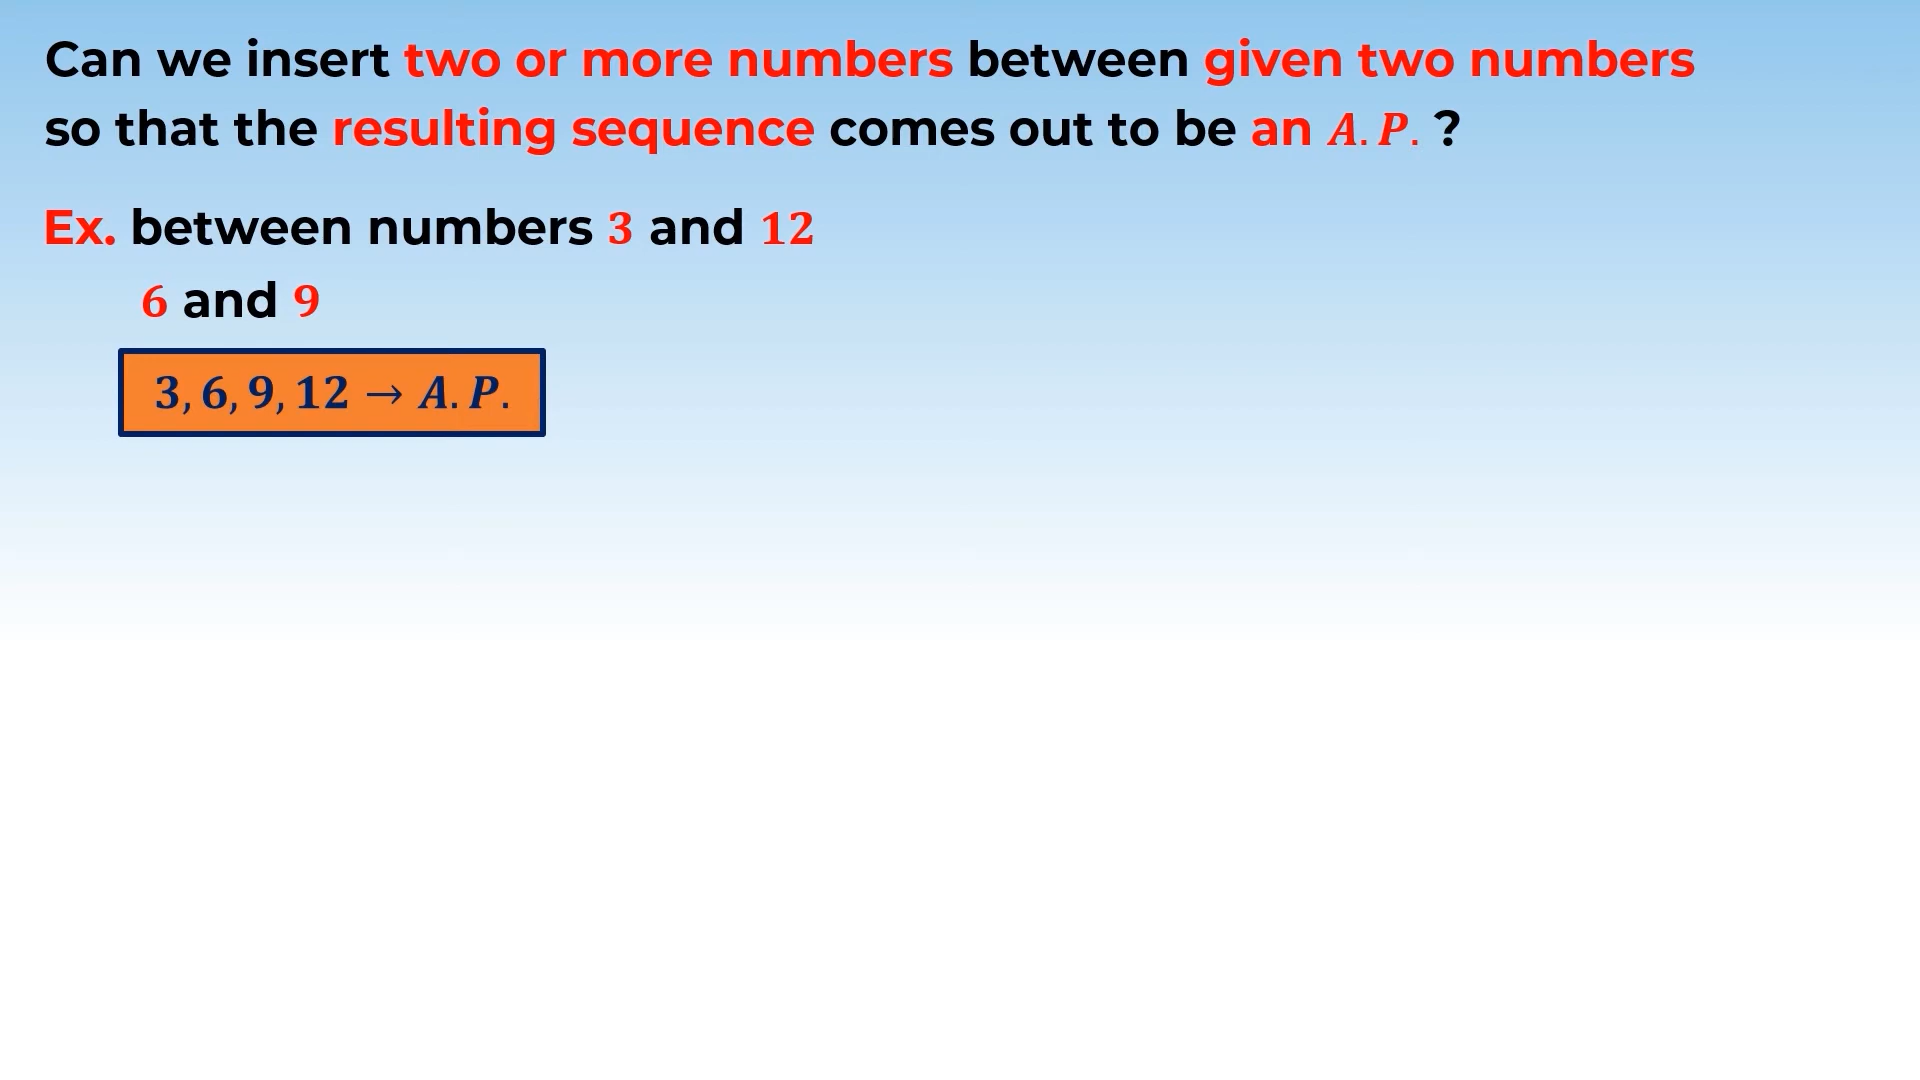 Can we insert two or more numbers between given two numbers
so that the resulting sequence comes out to be an A.P. ?
Ex. between numbers 3 and 12
6 and 9
3, 6, 9, 12 → A.P.